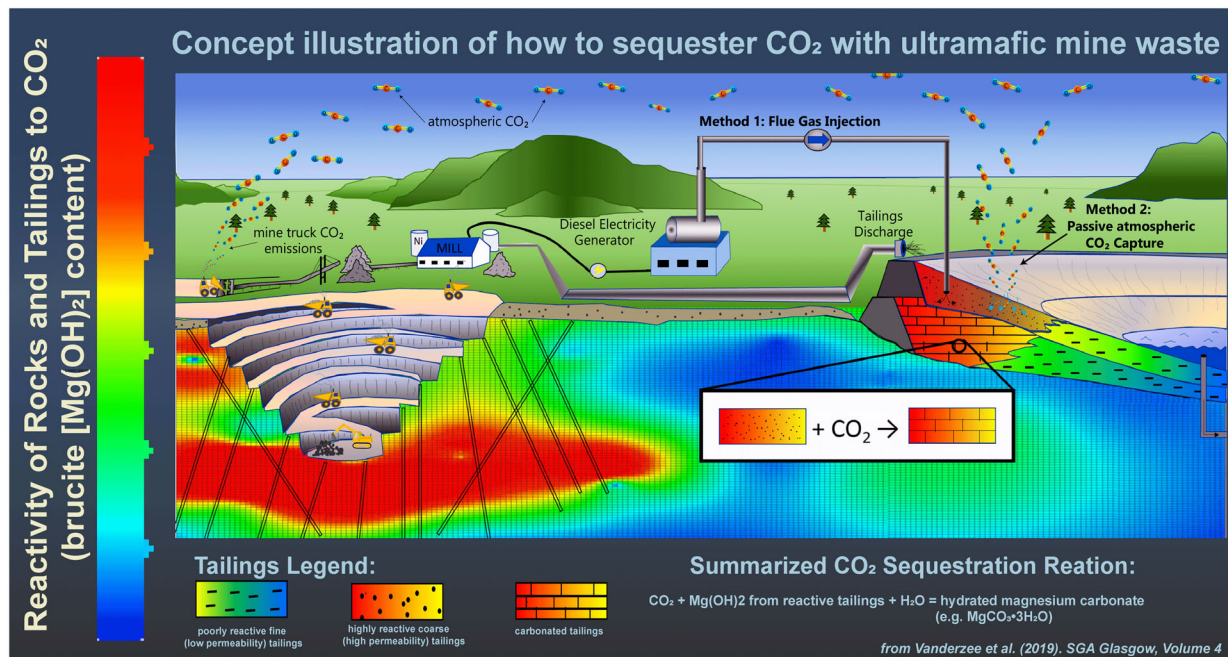 Concept illustration of how to sequester CO₂ with ultramafic mine waste
Reactivity of Rocks and Tailings to CO₂
(brucite [Mg(OH)₂] content)
atmospheric CO₂
Method 1: Flue Gas Injection
mine truck CO₂
emissions
Ni
MILL
Diesel Electricity
Generator
Tailings
Discharge
Method 2:
Passive atmospheric
CO₂ Capture
+ CO₂ →
Tailings Legend:
poorly reactive fine
(low permeability) tailings
highly reactive coarse
(high permeability) tailings
carbonated tailings
Summarized CO₂ Sequestration Reation:
CO₂ + Mg(OH)2 from reactive tailings + H₂O = hydrated magnesium carbonate
(e.g. MgCO₃•3H₂O)
from Vanderzee et al. (2019). SGA Glasgow, Volume 4